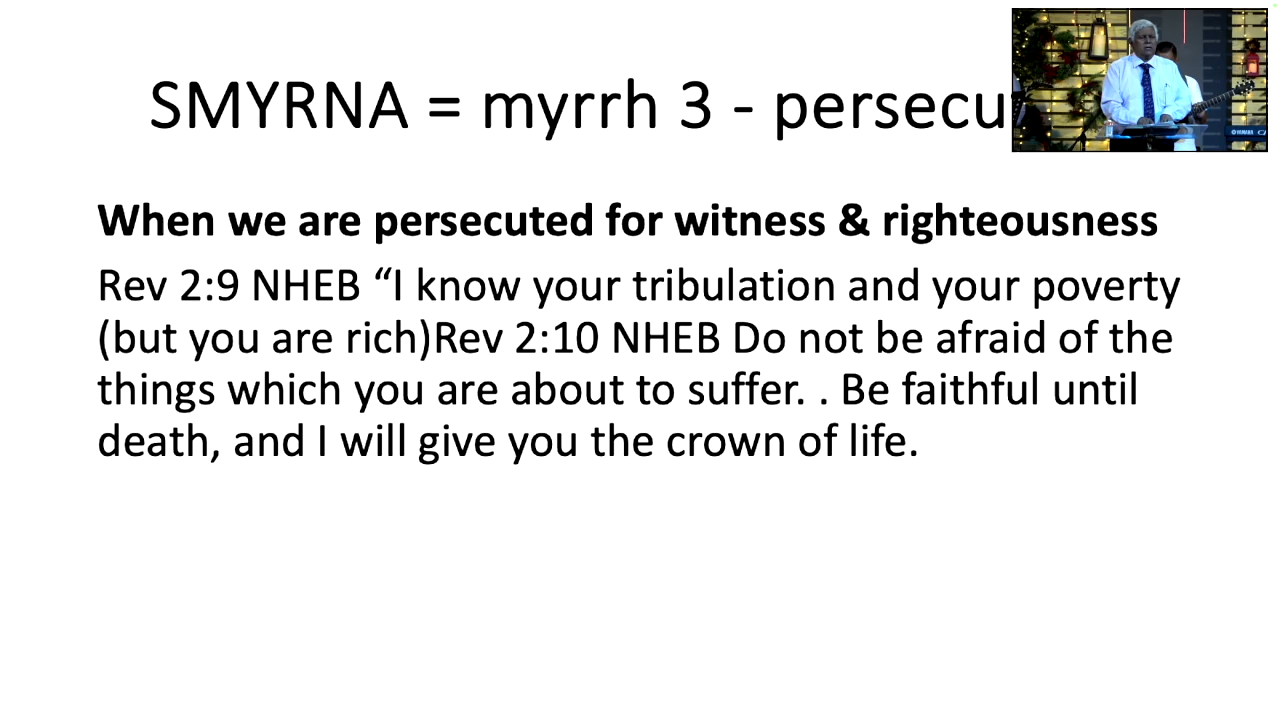 SMYRNA = myrrh 3 - persecu
When we are persecuted for witness & righteousness
Rev 2:9 NHEB “I know your tribulation and your poverty
(but you are rich)Rev 2:10 NHEB Do not be afraid of the
things which you are about to suffer. . Be faithful until
death, and I will give you the crown of life.
YAMAHA